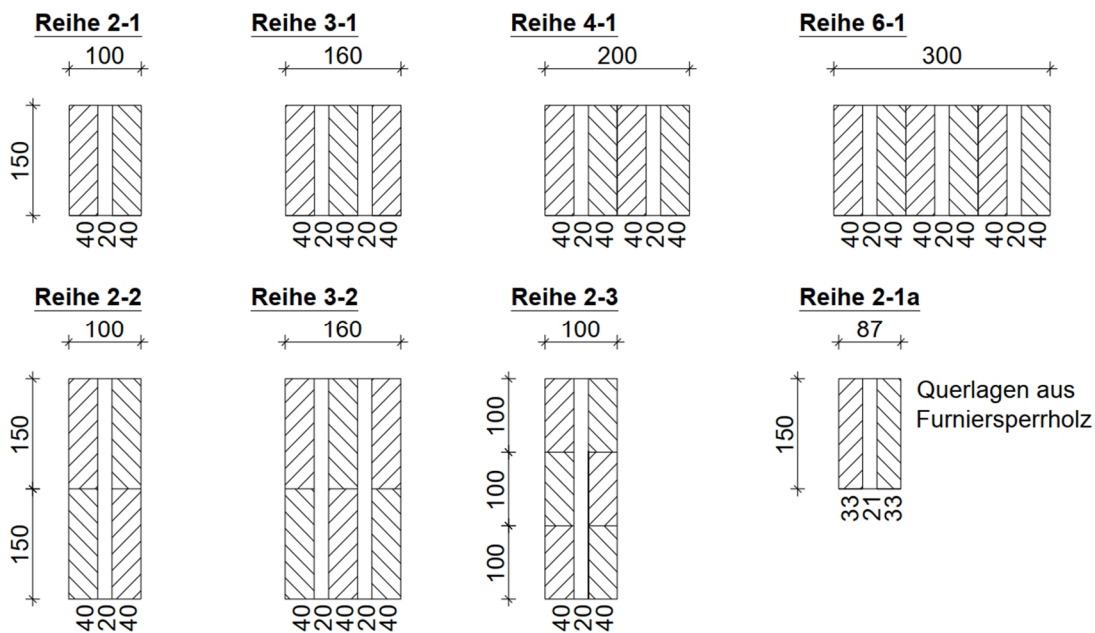 Reihe 2-1
Reihe 3-1
Reihe 4-1
Reihe 6-1
100
160
200
300
150
40 20 40
40 20 40 20 40
40 20 40 40 20 40
40 20 40 40 20 40 40 20 40
Reihe 2-2
Reihe 3-2
Reihe 2-3
Reihe 2-1a
100
160
100
87
150
150
100
100
100
150
Querlagen aus
Furniersperrholz
40 20 40
40 20 40 20 40
40 20 40
33 21 33